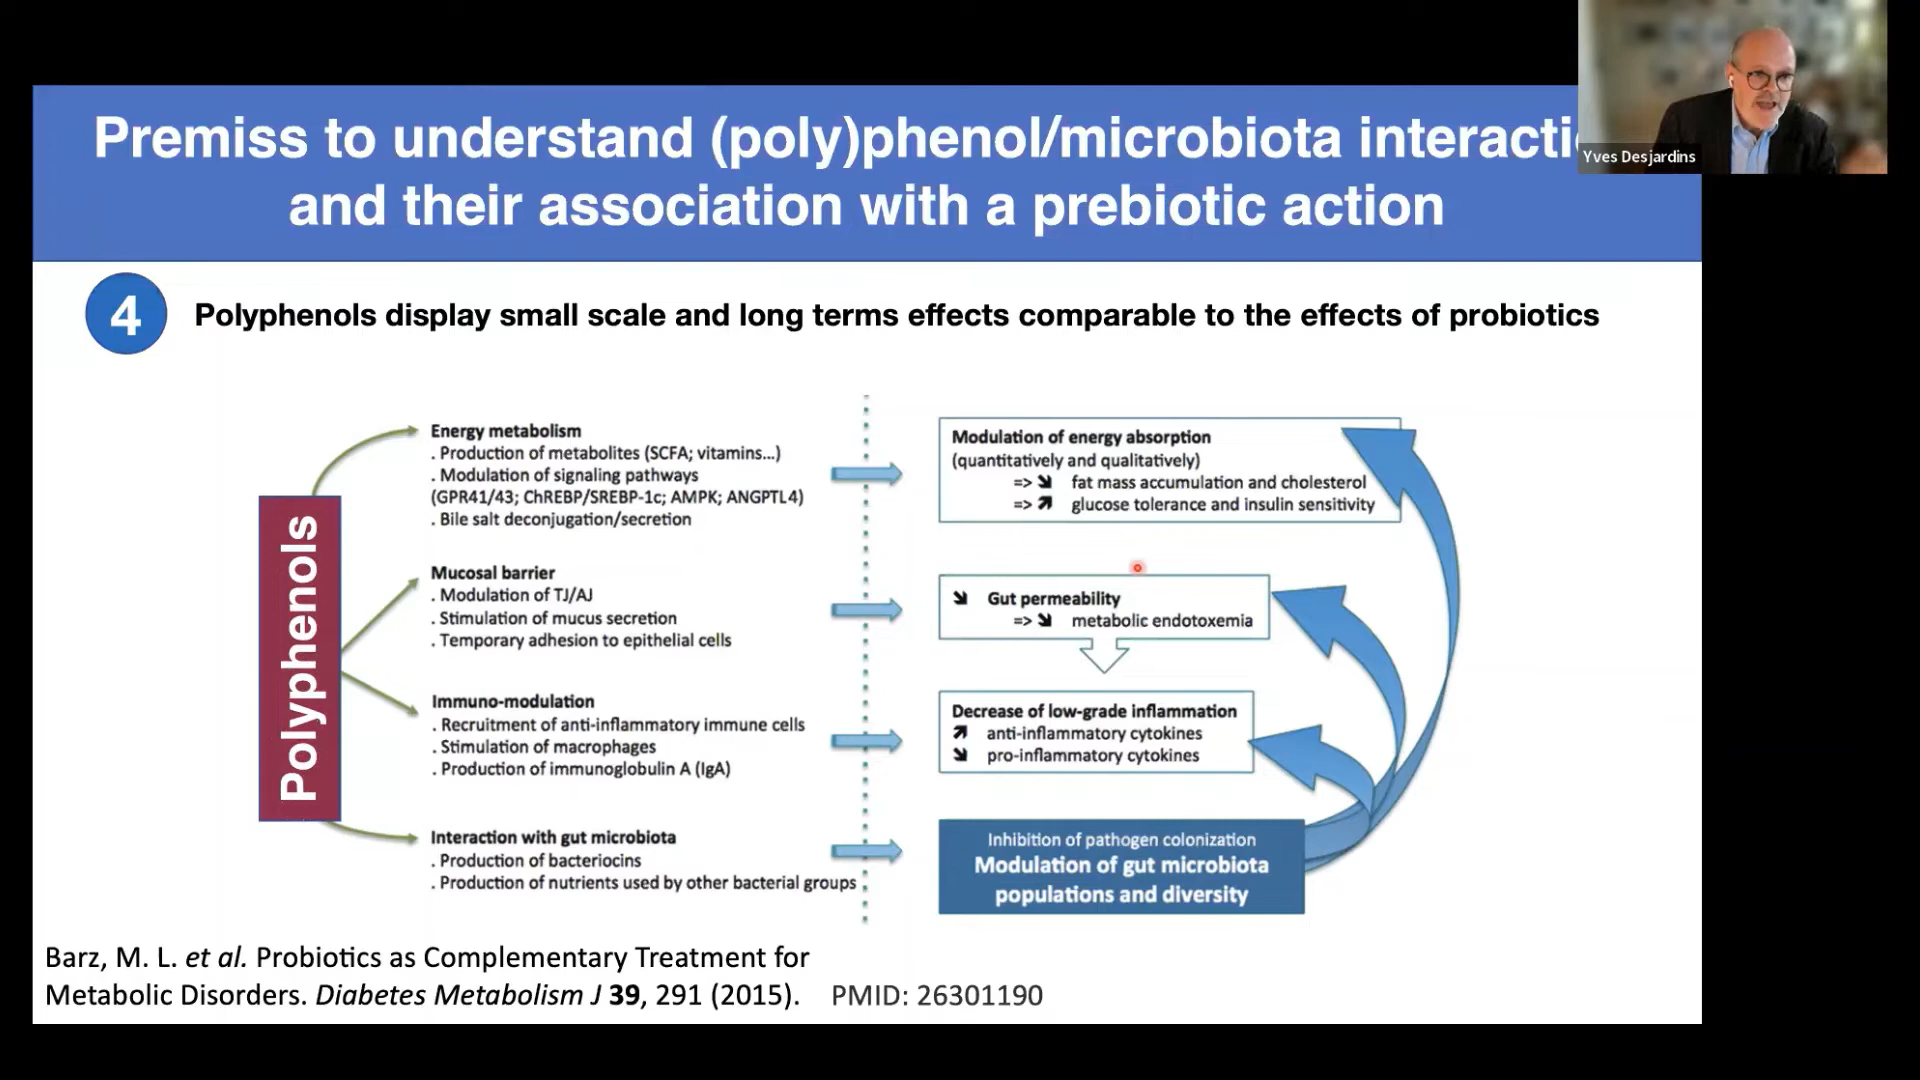 Premiss to understand (poly)phenol/microbiota interacti
and their association with a prebiotic action
Yves Desjardins
4
Polyphenols display small scale and long terms effects comparable to the effects of probiotics
Polyphenols
Energy metabolism
. Production of metabolites (SCFA; vitamins...)
. Modulation of signaling pathways
(GPR41/43; ChREBP/SREBP-1c; AMPK; ANGPTL4)
. Bile salt deconjugation/secretion
Modulation of energy absorption
(quantitatively and qualitatively)
=> ↘ fat mass accumulation and cholesterol
=> ↗ glucose tolerance and insulin sensitivity
Mucosal barrier
. Modulation of TJ/AJ
. Stimulation of mucus secretion
. Temporary adhesion to epithelial cells
↘ Gut permeability
=> ↘ metabolic endotoxemia
Immuno-modulation
. Recruitment of anti-inflammatory immune cells
. Stimulation of macrophages
. Production of immunoglobulin A (IgA)
Decrease of low-grade inflammation
↗ anti-inflammatory cytokines
↘ pro-inflammatory cytokines
Interaction with gut microbiota
. Production of bacteriocins
. Production of nutrients used by other bacterial groups
Inhibition of pathogen colonization
Modulation of gut microbiota
populations and diversity
Barz, M. L. et al. Probiotics as Complementary Treatment for
Metabolic Disorders. Diabetes Metabolism J 39, 291 (2015). PMID: 26301190